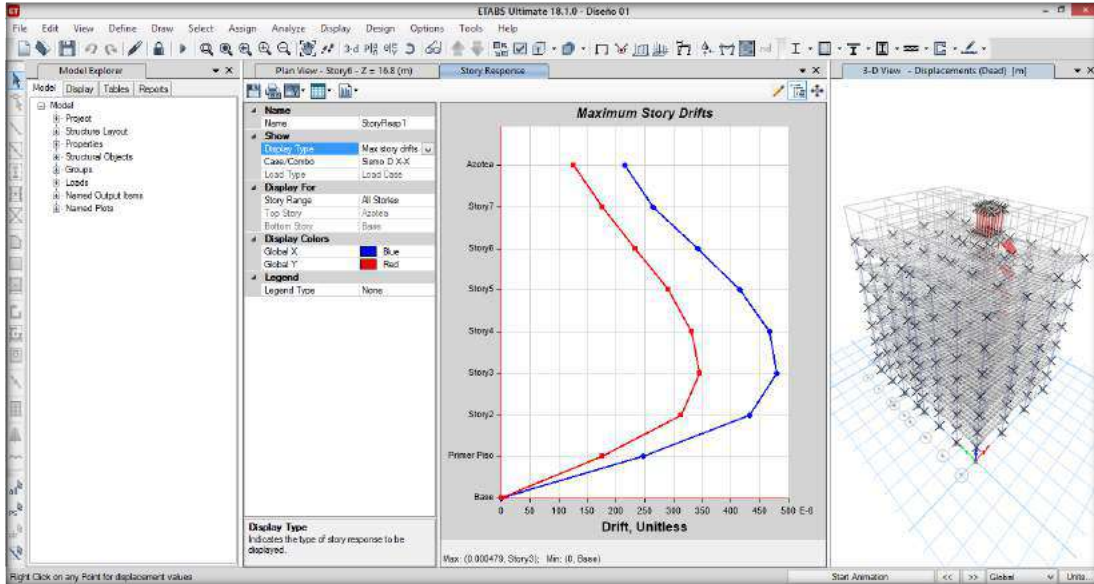 ETABS Ultimate 18.1.0 - Diseño 01
File Edit View Define Draw Select Assign Analyze Display Design Options Tools Help
3-d
Model Explorer
Model Display Tables Reports
Model
Project
Structure Layout
Properties
Structural Objects
Groups
Loads
Named Output Items
Named Plots
Plan View - Story6 - Z = 16.8 (m)
Story Response
Name
Name StoryResp1
Show
Display Type Max story drifts
Case/Combo Sismo D X-X
Load Type Load Case
Display For
Story Range All Stories
Top Story Azotea
Bottom Story Base
Display Colors
Global X Blue
Global Y Red
Legend
Legend Type None
Display Type
Indicates the type of story response to be
displayed.
Maximum Story Drifts
Azotea
Story7
Story6
Story5
Story4
Story3
Story2
Primer Piso
Base
0 50 100 150 200 250 300 350 400 450 500 E-6
Drift, Unitless
Max: (0.000479, Story3); Min: (0, Base)
3-D View - Displacements (Dead) [m]
Right Click on any Point for displacement values
Start Animation << >> Global Units...